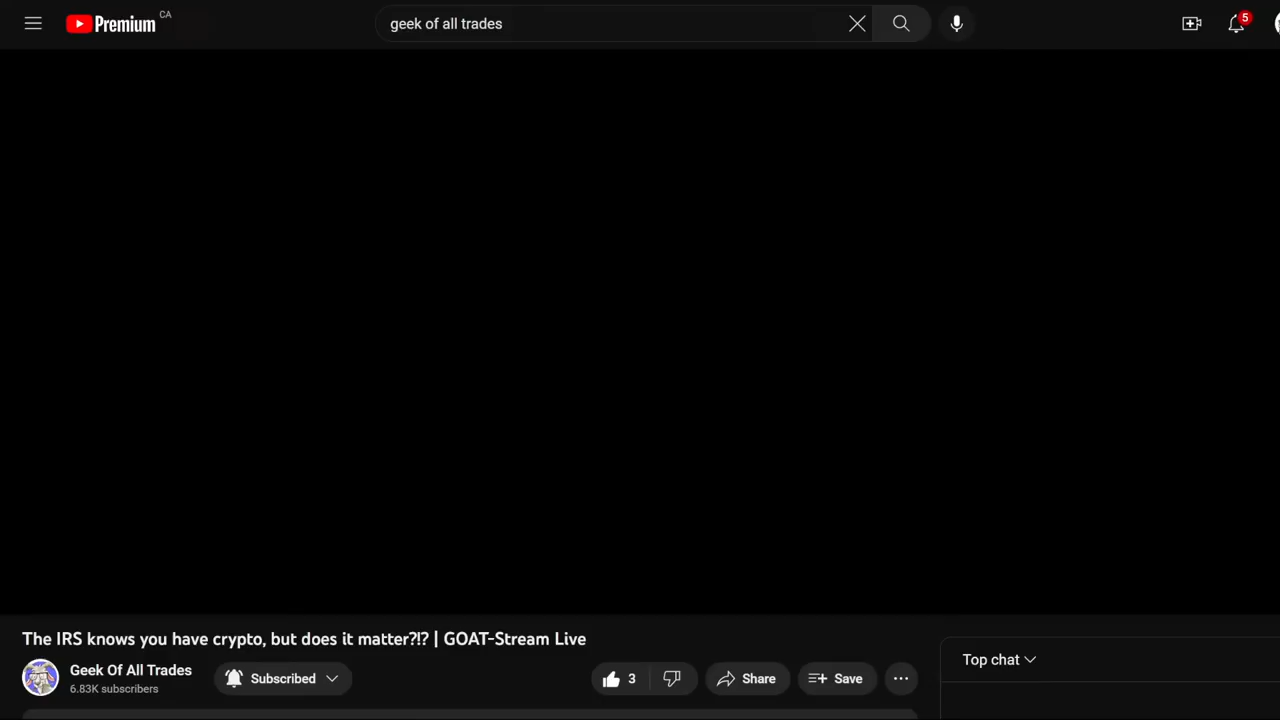 Premium CA
geek of all trades
5
The IRS knows you have crypto, but does it matter?!? | GOAT-Stream Live
Geek Of All Trades
6.83K subscribers
Subscribed
3
Share
Save
Top chat